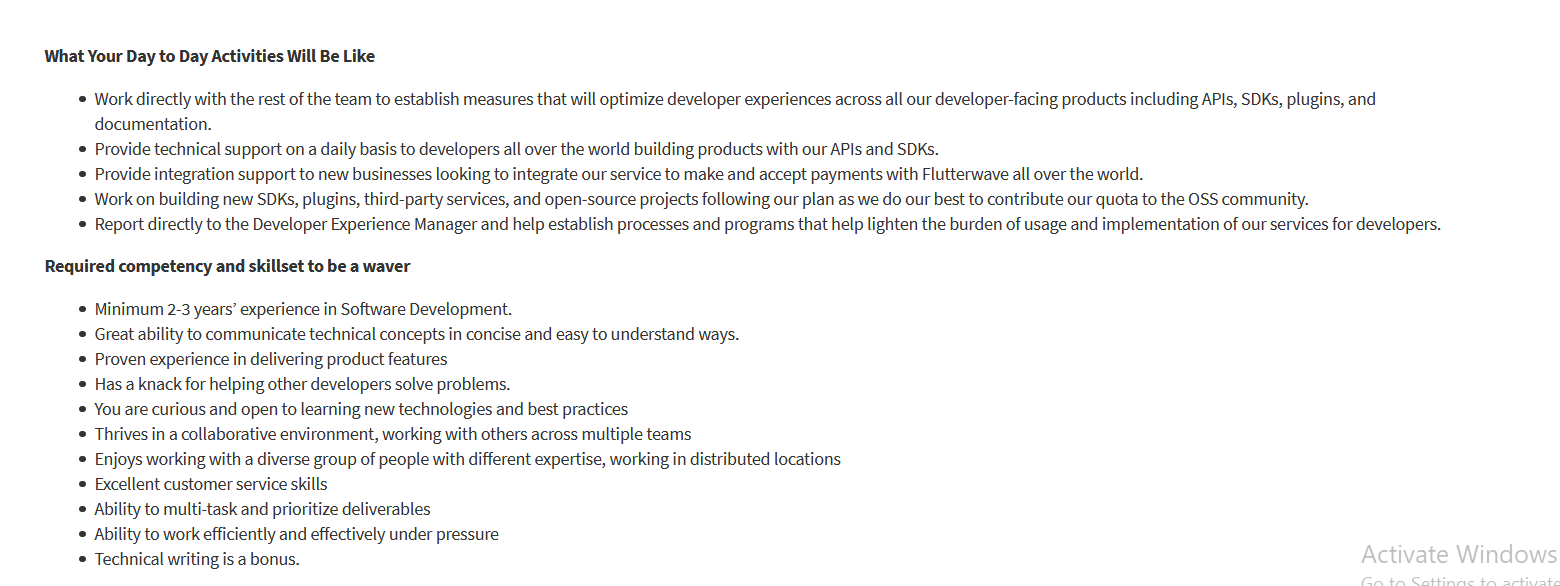 What Your Day to Day Activities Will Be Like
• Work directly with the rest of the team to establish measures that will optimize developer experiences across all our developer-facing products including APIs, SDKs, plugins, and
documentation.
• Provide technical support on a daily basis to developers all over the world building products with our APIs and SDKs.
• Provide integration support to new businesses looking to integrate our service to make and accept payments with Flutterwave all over the world.
• Work on building new SDKs, plugins, third-party services, and open-source projects following our plan as we do our best to contribute our quota to the OSS community.
• Report directly to the Developer Experience Manager and help establish processes and programs that help lighten the burden of usage and implementation of our services for developers.
Required competency and skillset to be a waver
• Minimum 2-3 years’ experience in Software Development.
• Great ability to communicate technical concepts in concise and easy to understand ways.
• Proven experience in delivering product features
• Has a knack for helping other developers solve problems.
• You are curious and open to learning new technologies and best practices
• Thrives in a collaborative environment, working with others across multiple teams
• Enjoys working with a diverse group of people with different expertise, working in distributed locations
• Excellent customer service skills
• Ability to multi-task and prioritize deliverables
• Ability to work efficiently and effectively under pressure
• Technical writing is a bonus.
Activate Windows
Go to Settings to activate